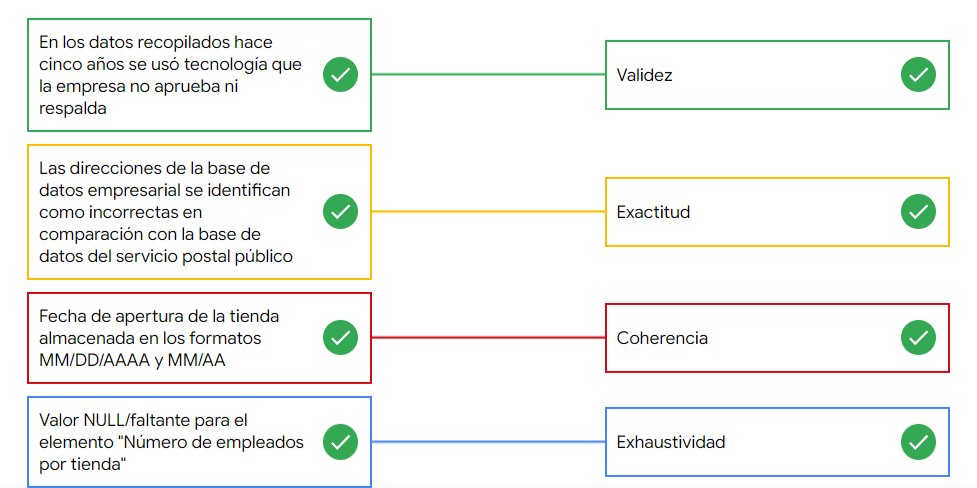 En los datos recopilados hace
cinco años se usó tecnología que
la empresa no aprueba ni
respalda
Validez
Las direcciones de la base de
datos empresarial se identifican
como incorrectas en
comparación con la base de
datos del servicio postal público
Exactitud
Fecha de apertura de la tienda
almacenada en los formatos
MM/DD/AAAA y MM/AA
Coherencia
Valor NULL/faltante para el
elemento "Número de empleados
por tienda"
Exhaustividad